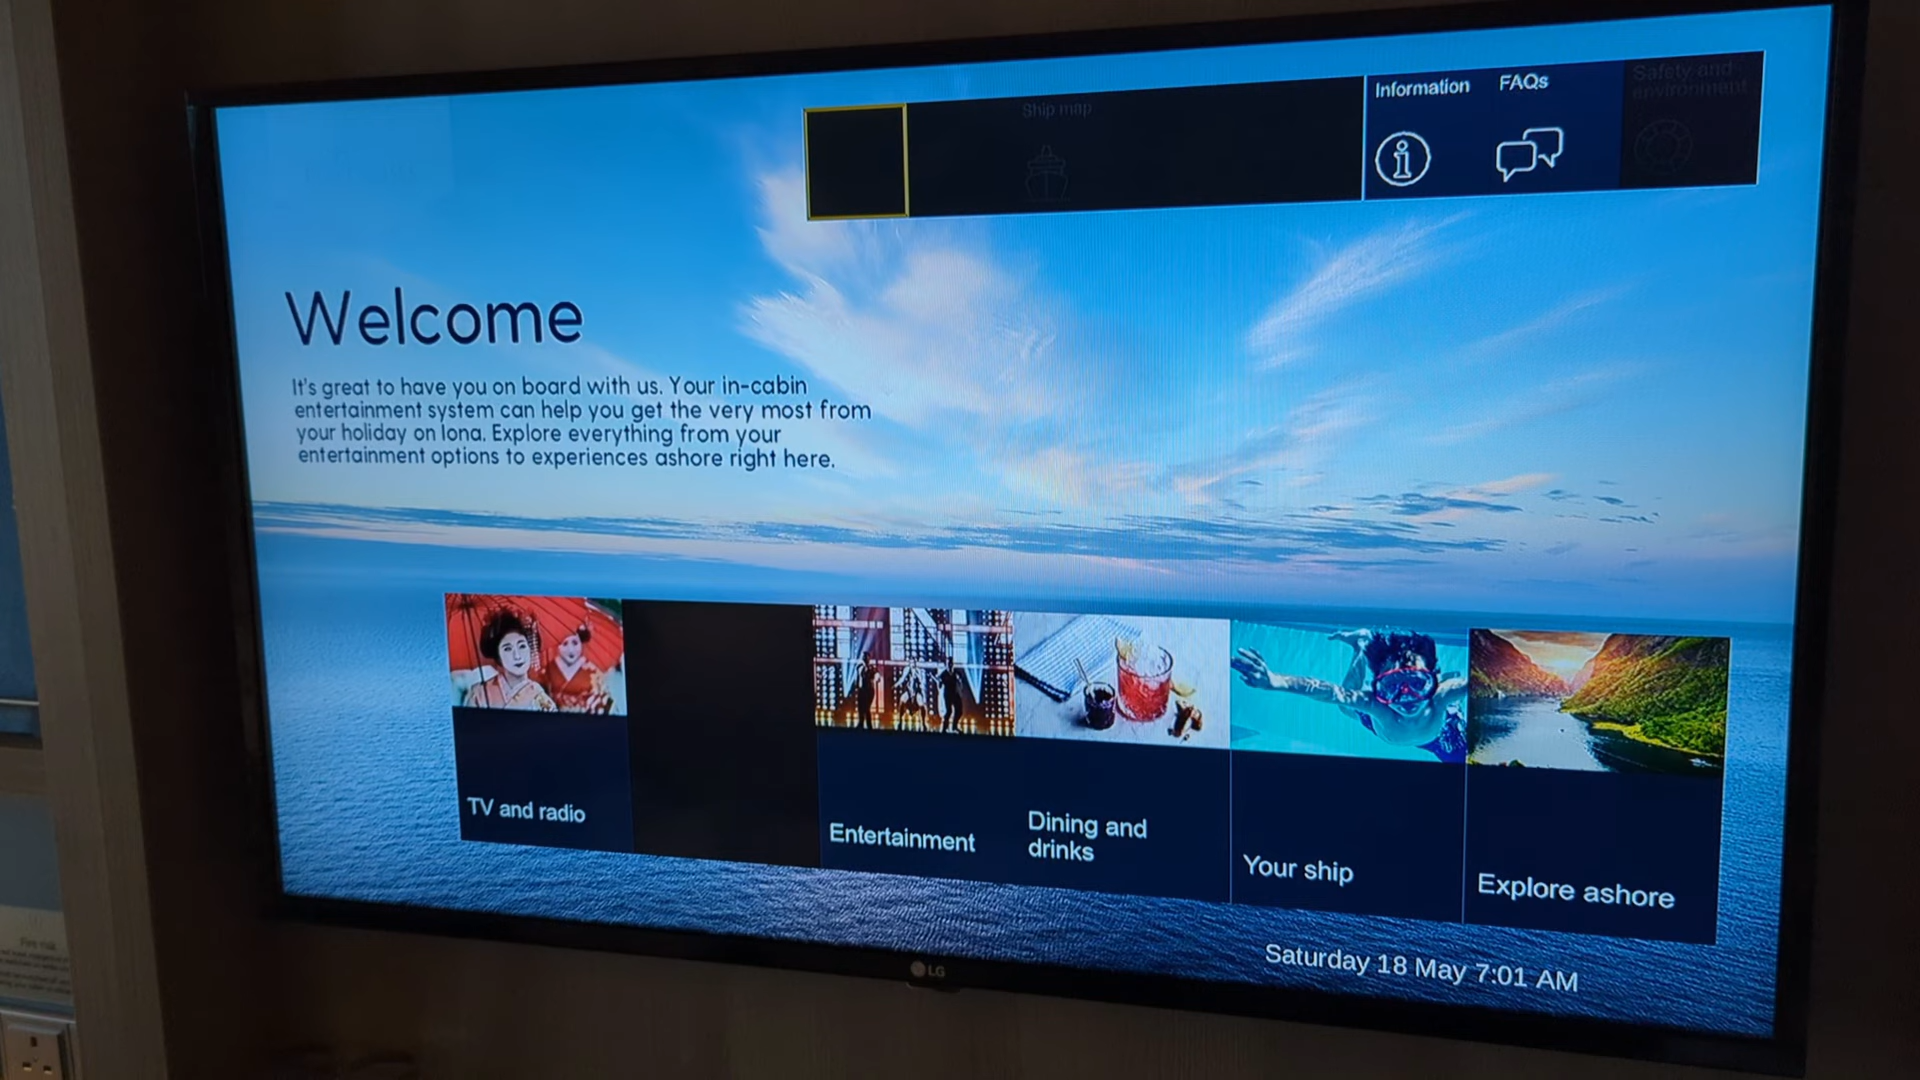 Ship map
Information
FAQs
Safety and
environment
Welcome
It's great to have you on board with us. Your in-cabin
entertainment system can help you get the very most from
your holiday on Iona. Explore everything from your
entertainment options to experiences ashore right here.
TV and radio
Entertainment
Dining and
drinks
Your ship
Explore ashore
Saturday 18 May 7:01 AM
LG